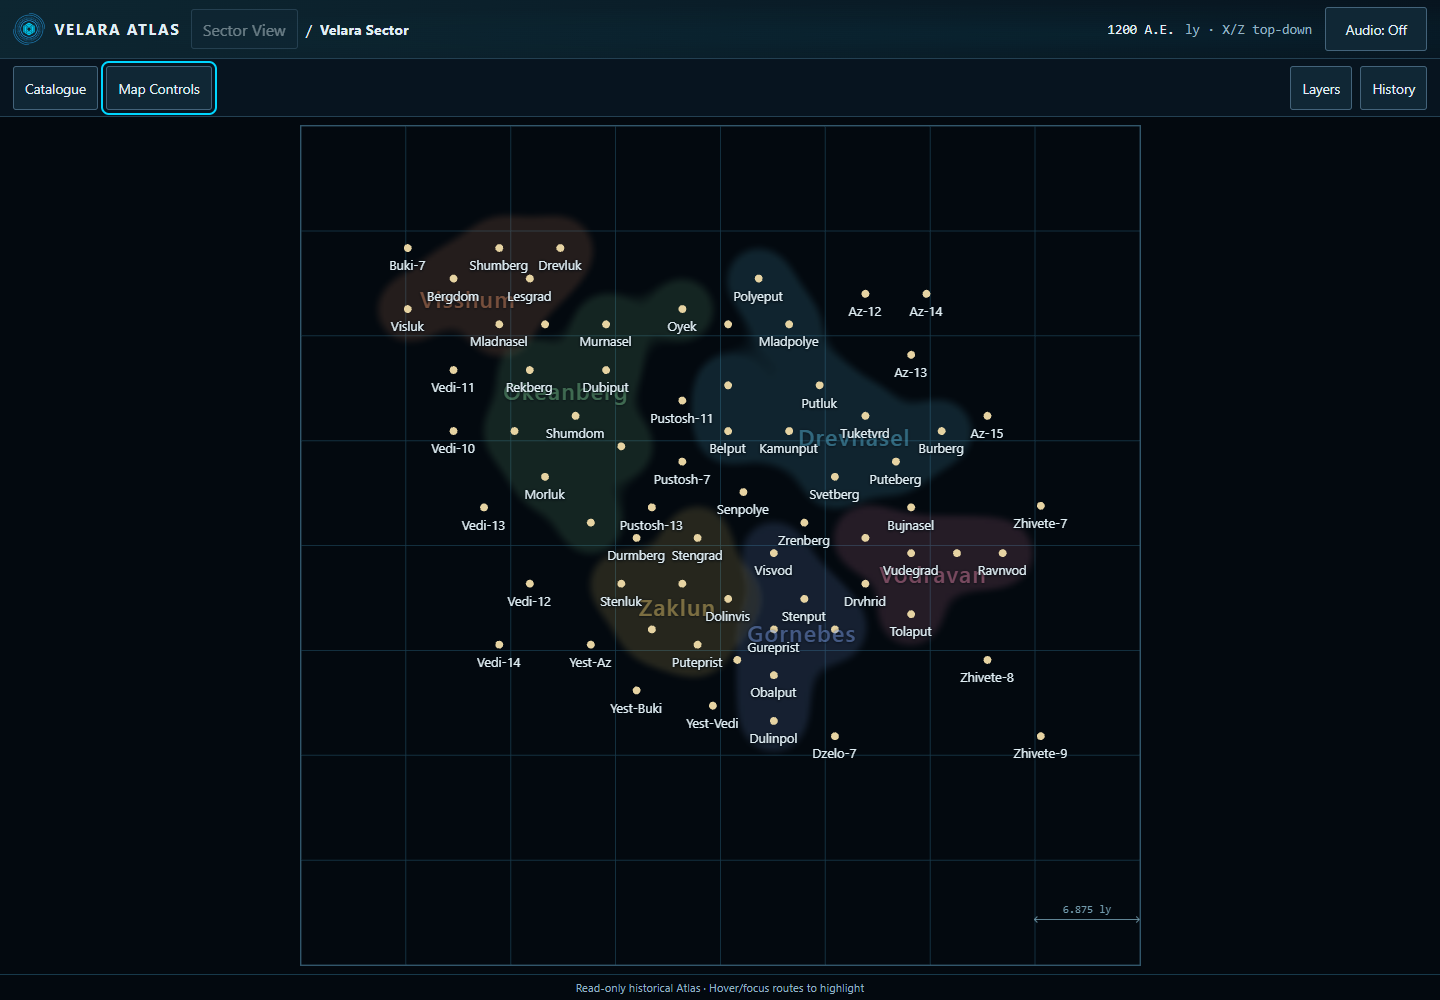 VELARA ATLAS
Sector View
/ Velara Sector
1200 A.E. ly · X/Z top-down
Audio: Off
Catalogue
Map Controls
Layers
History
Buki-7
Shumberg
Drevluk
Bergdom
Lesgrad
Visshum
Polyeput
Az-12
Az-14
Visluk
Oyek
Mladnasel
Murnasel
Mladpolye
Az-13
Vedi-11
Rekberg
Dubiput
Okeanberg
Putluk
Pustosh-11
Shumdom
Tuketvrd
Az-15
Drevnasel
Vedi-10
Belput
Kamunput
Burberg
Pustosh-7
Puteberg
Morluk
Svetberg
Senpolye
Vedi-13
Pustosh-13
Bujnasel
Zhivete-7
Zrenberg
Durmberg
Stengrad
Visvod
Vudegrad
Ravnvod
Vodravan
Vedi-12
Stenluk
Drvhrid
Zaklun
Dolinvis
Stenput
Tolaput
Gornebes
Gureprist
Vedi-14
Yest-Az
Puteprist
Zhivete-8
Obalput
Yest-Buki
Yest-Vedi
Dulinpol
Dzelo-7
Zhivete-9
6.875 ly
Read-only historical Atlas · Hover/focus routes to highlight